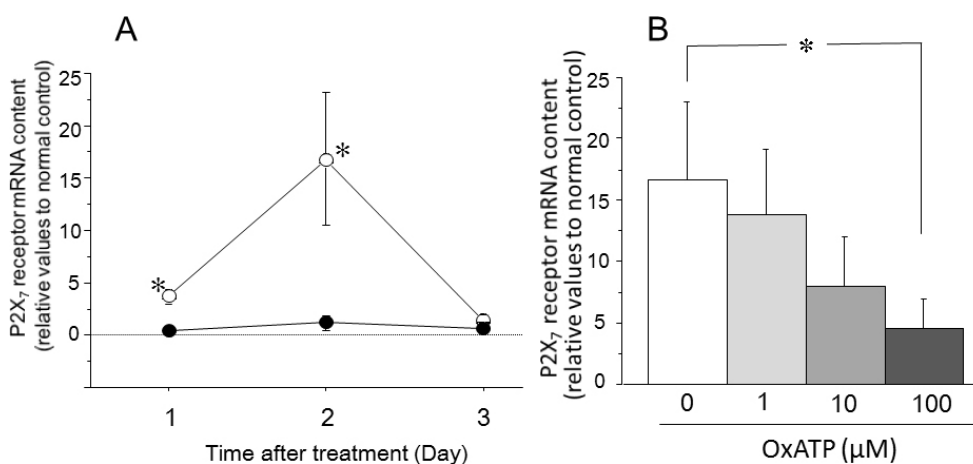 A
P2X₇ receptor mRNA content
(relative values to normal control)
25
20
15
10
5
0
*
*
1
2
3
Time after treatment (Day)
B
*
P2X₇ receptor mRNA content
(relative values to normal control)
25
20
15
10
5
0
0
1
10
100
OxATP (μM)